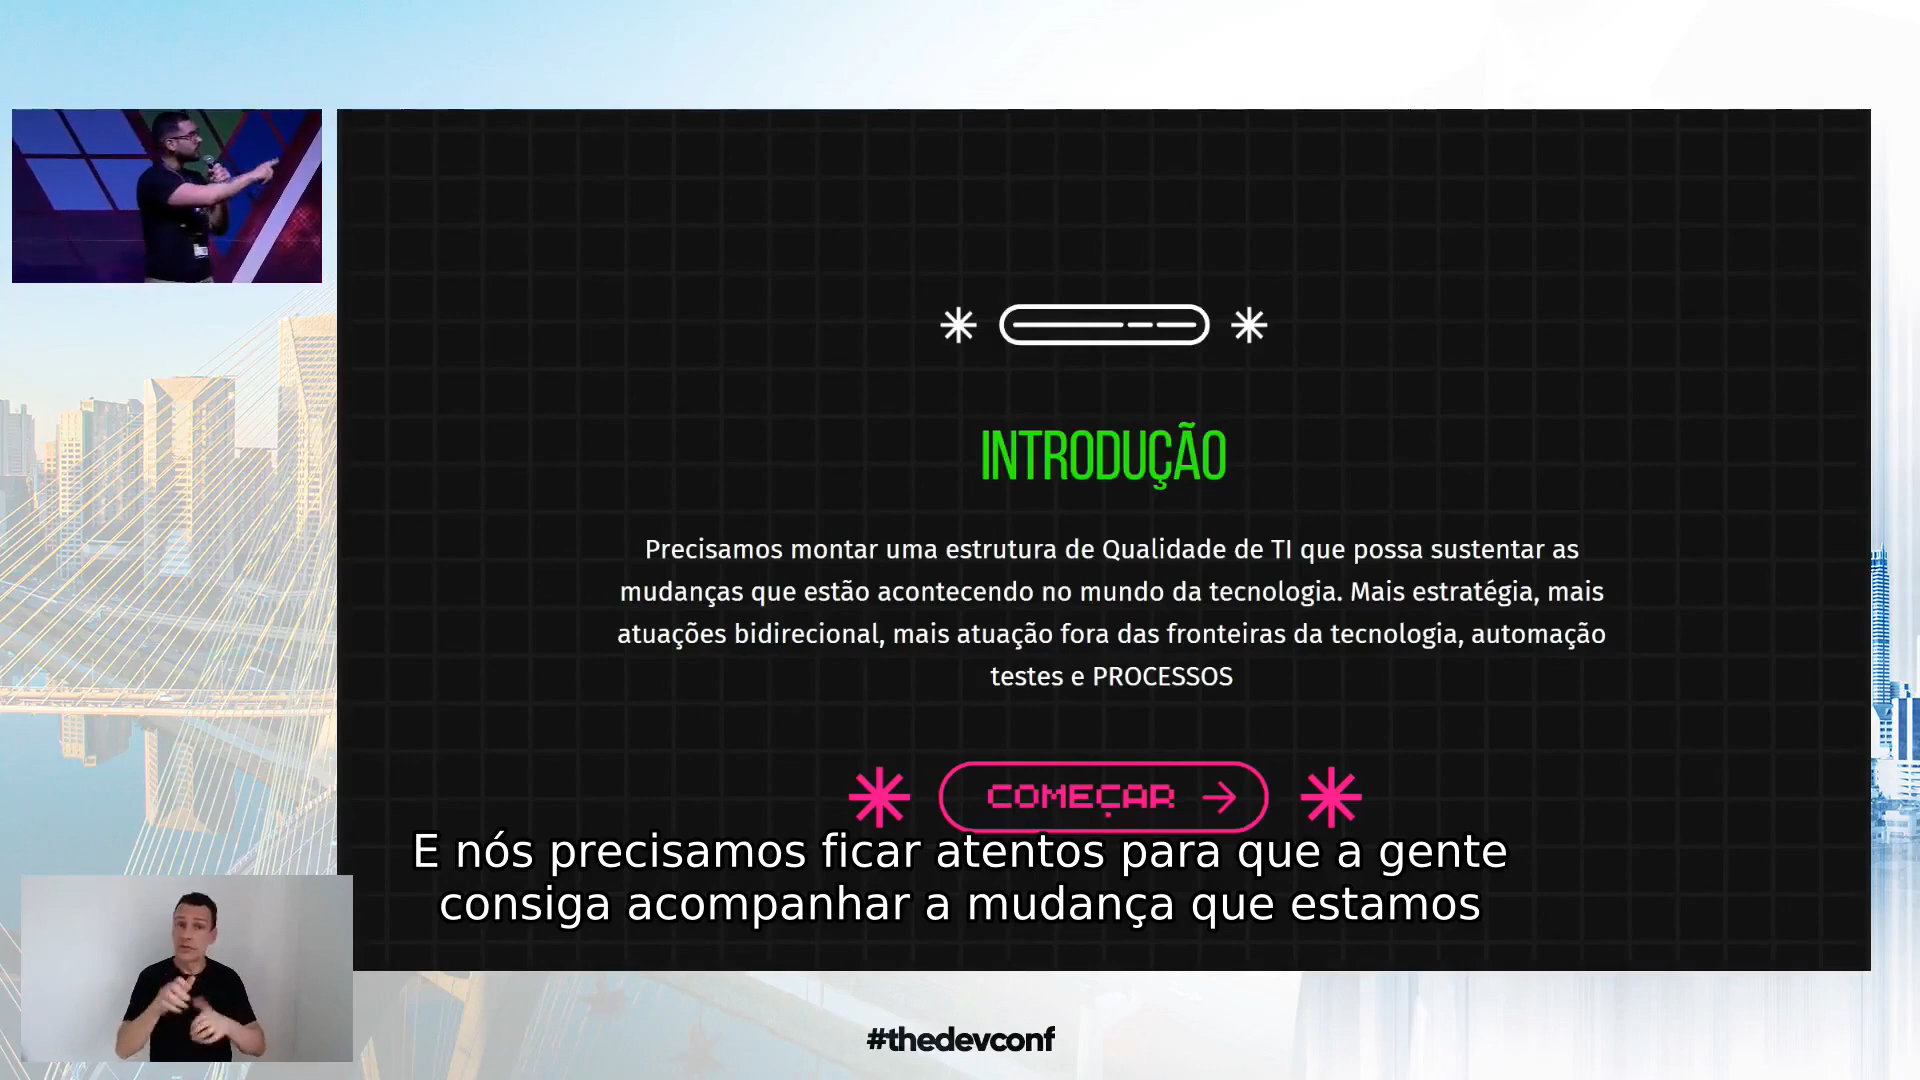 INTRODUÇÃO
Precisamos montar uma estrutura de Qualidade de TI que possa sustentar as
mudanças que estão acontecendo no mundo da tecnologia. Mais estratégia, mais
atuações bidirecional, mais atuação fora das fronteiras da tecnologia, automação
testes e PROCESSOS
COMEÇAR
E nós precisamos ficar atentos para que a gente
consiga acompanhar a mudança que estamos
#thedevconf